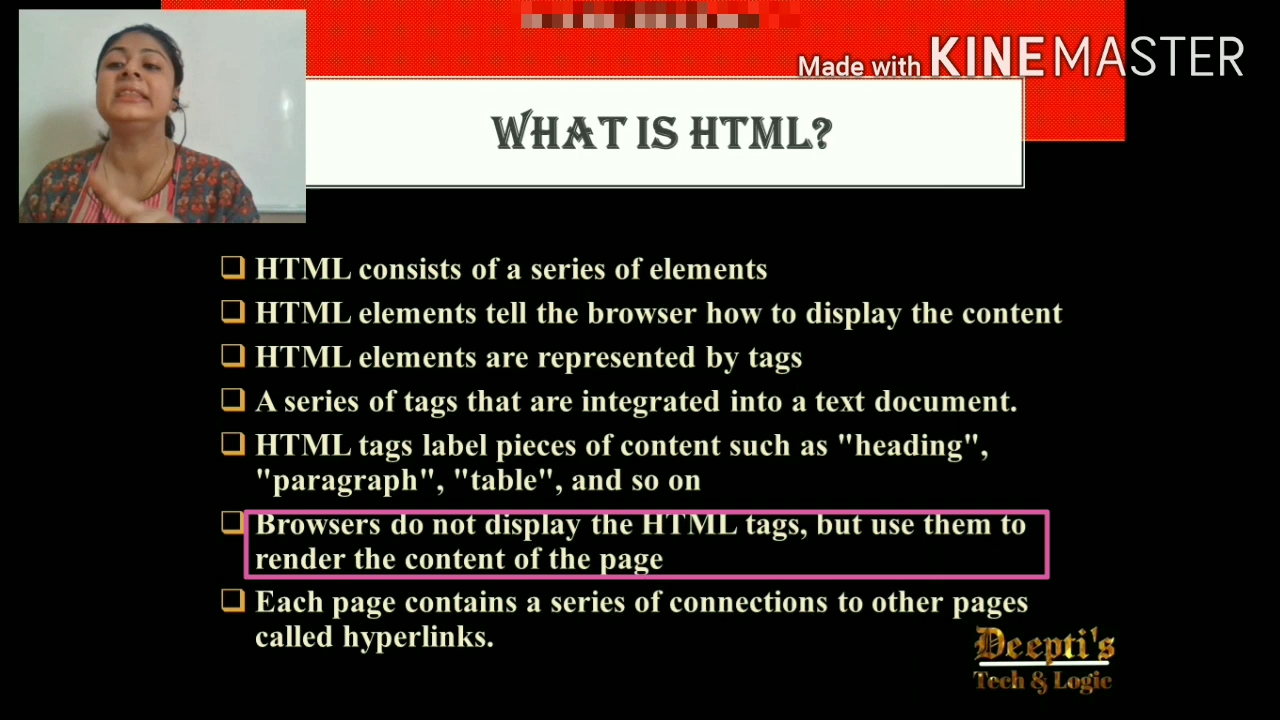 Made with KINEMASTER
WHAT IS HTML?
HTML consists of a series of elements
HTML elements tell the browser how to display the content
HTML elements are represented by tags
A series of tags that are integrated into a text document.
HTML tags label pieces of content such as "heading",
"paragraph", "table", and so on
Browsers do not display the HTML tags, but use them to
render the content of the page
Each page contains a series of connections to other pages
called hyperlinks.
Deepti's
Tech & Logic